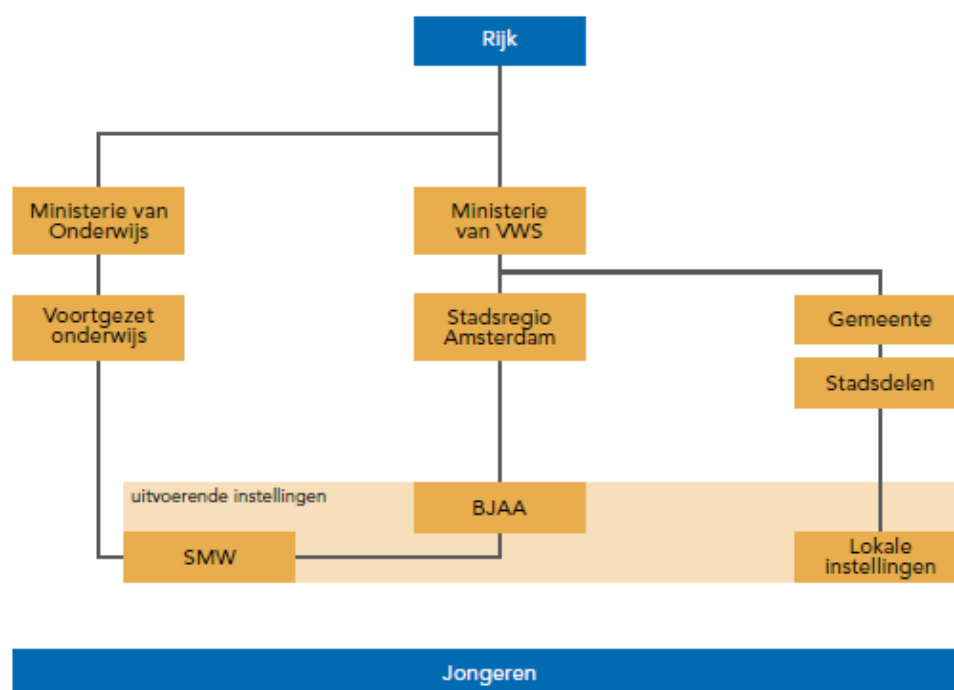 Rijk
Ministerie van
Onderwijs
Ministerie
van VWS
Voortgezet
onderwijs
Stadsregio
Amsterdam
Gemeente
Stadsdelen
uitvoerende instellingen
BJAA
SMW
Lokale
instellingen
Jongeren